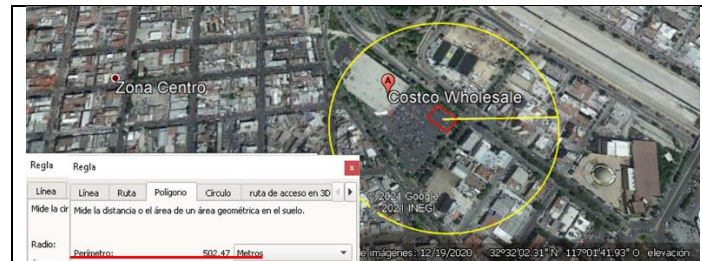 A
Zona Centro
Costco Wholesale
Regla
Regla
x
Línea
Línea
Ruta
Polígono
Círculo
ruta de acceso en 3D
Mide la cir
Mide la distancia o el área de un área geométrica en el suelo.
Radio:
Perímetro:
502.47
Metros
2021 Google
2021 INEGI
e imágenes: 12/19/2020
32°32'02.31" N
117°01'41.93" O
elevación